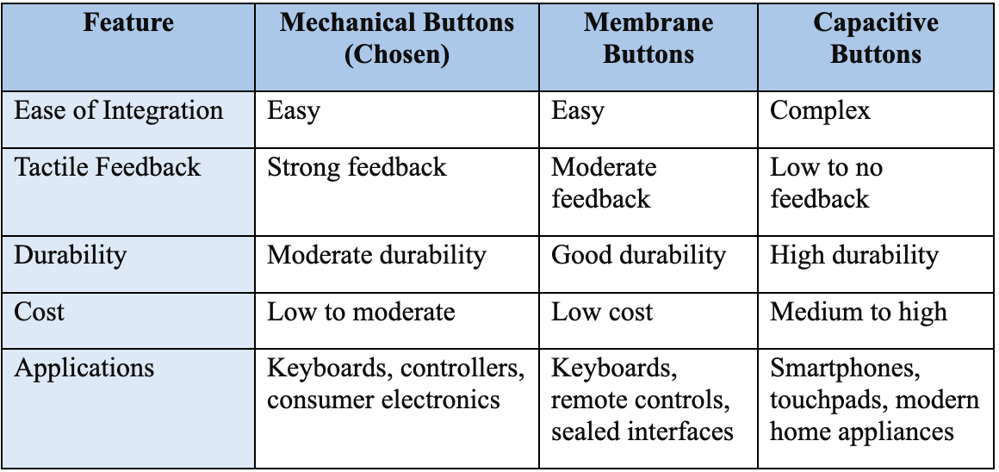 Feature
Mechanical Buttons
(Chosen)
Membrane
Buttons
Capacitive
Buttons
Ease of Integration
Easy
Easy
Complex
Tactile Feedback
Strong feedback
Moderate
feedback
Low to no
feedback
Durability
Moderate durability
Good durability
High durability
Cost
Low to moderate
Low cost
Medium to high
Applications
Keyboards, controllers,
consumer electronics
Keyboards,
remote controls,
sealed interfaces
Smartphones,
touchpads, modern
home appliances